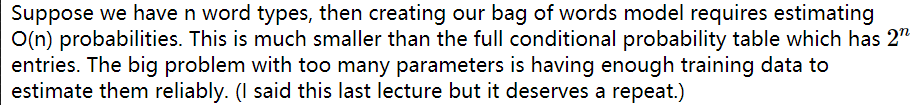 Suppose we have n word types, then creating our bag of words model requires estimating
O(n) probabilities. This is much smaller than the full conditional probability table which has 2ⁿ
entries. The big problem with too many parameters is having enough training data to
estimate them reliably. (I said this last lecture but it deserves a repeat.)